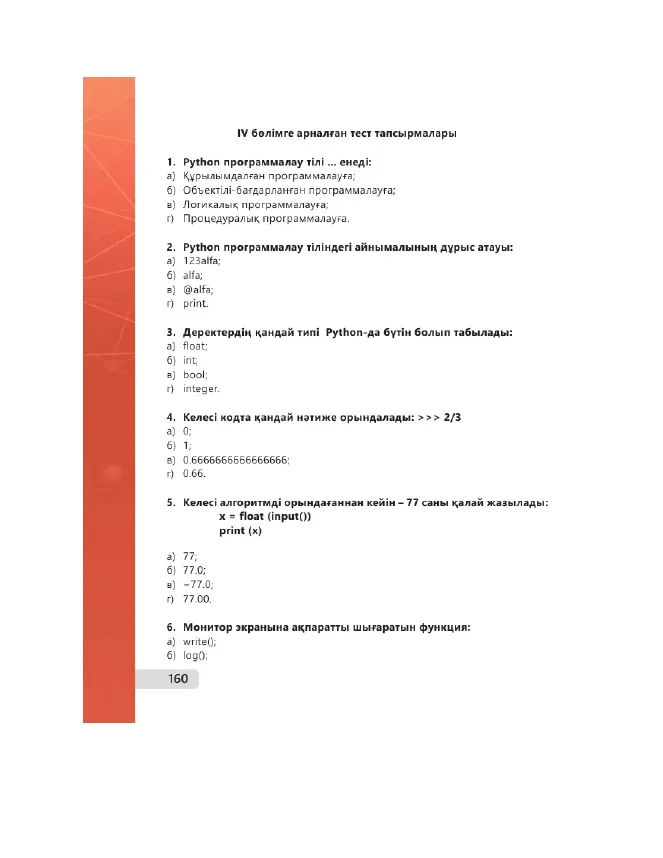 IV бөлімге арналған тест тапсырмалары
1. Python программалау тілі ... енеді:
а) Құрылымдалған программалауға;
б) Объектілі-бағдарланған программалауға;
в) Логикалық программалауға;
г) Процедуралық программалауға.
2. Python программалау тіліндегі айнымалының дұрыс атауы:
а) 123alfa;
б) alfa;
в) @alfa;
г) print.
3. Деректердің қандай типі Python-да бүтін болып табылады:
а) float;
б) int;
в) bool;
г) integer.
4. Келесі кодта қандай нәтиже орындалады: >>> 2/3
а) 0;
б) 1;
в) 0.6666666666666666;
г) 0.66.
5. Келесі алгоритмді орындағаннан кейін – 77 саны қалай жазылады:
x = float (input())
print (x)
а) 77;
б) 77.0;
в) −77.0;
г) 77.00.
6. Монитор экранына ақпаратты шығаратын функция:
а) write();
б) log();
160